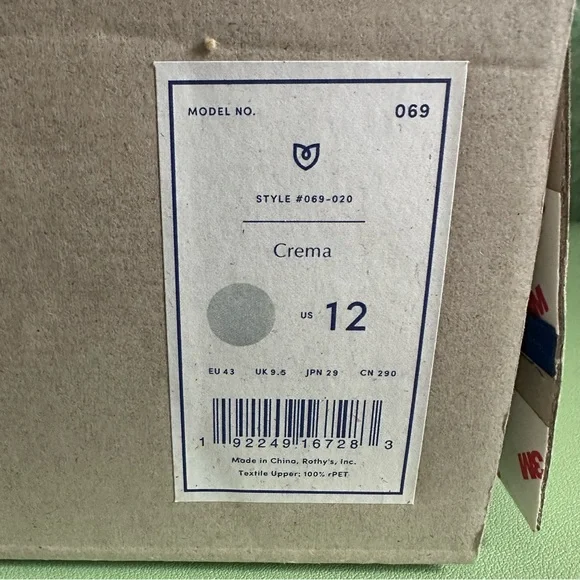 MODEL NO. 069
STYLE #069-020
Crema
US 12
EU 43 UK 9.5 JPN 29 CN 290
1 92249 16728 3
Made in China, Rothy's, Inc.
Textile Upper: 100% rPET
3M